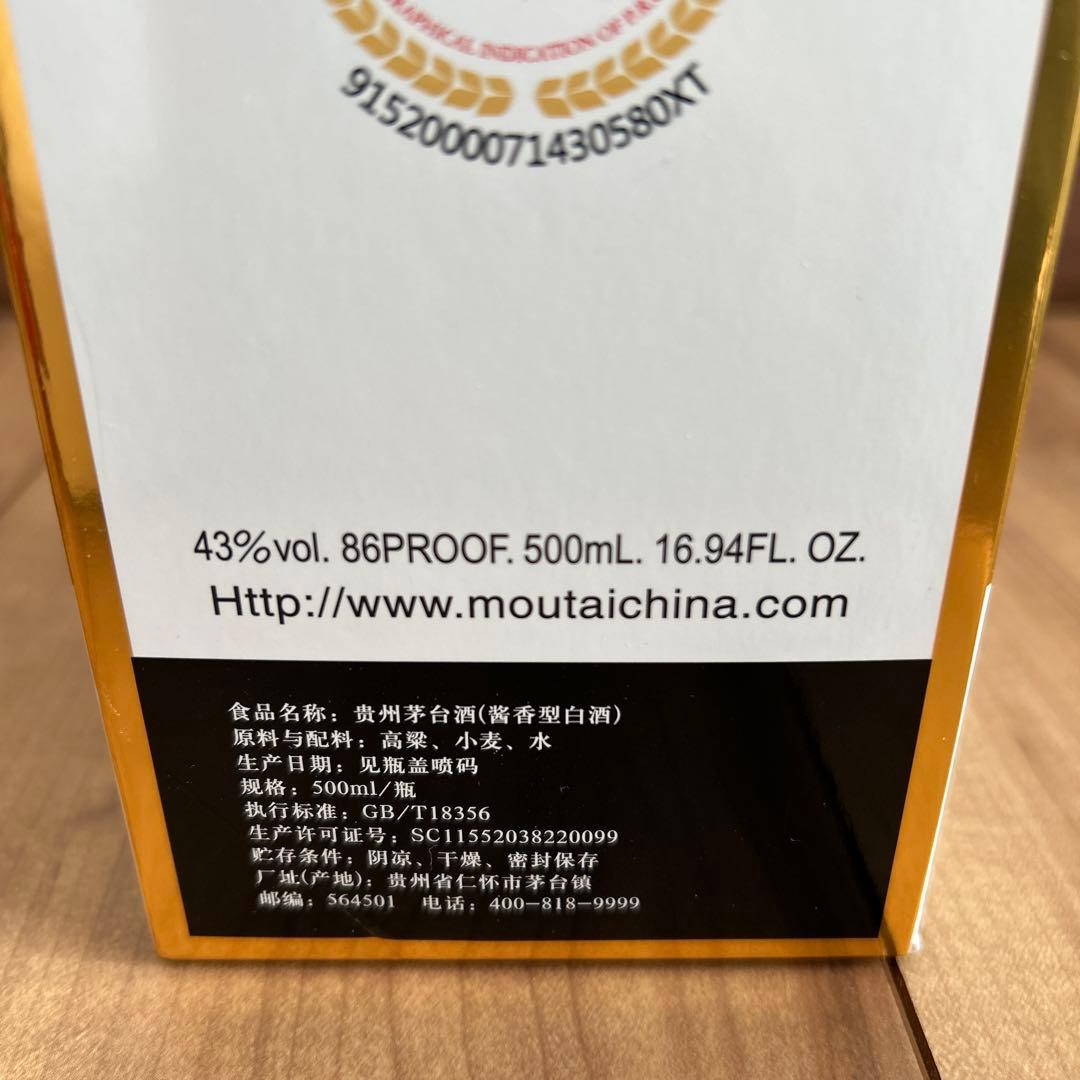 GRAPHICAL INDICATION OF P.R.
9152000071430580XT
43%vol. 86PROOF. 500mL. 16.94FL. OZ.
Http://www.moutaichina.com
食品名称：贵州茅台酒(酱香型白酒)
原料与配料：高粱、小麦、水
生产日期：见瓶盖喷码
规格：500ml/瓶
执行标准：GB/T18356
生产许可证号：SC11552038220099
贮存条件：阴凉、干燥、密封保存
厂址(产地)：贵州省仁怀市茅台镇
邮编：564501 电话：400-818-9999